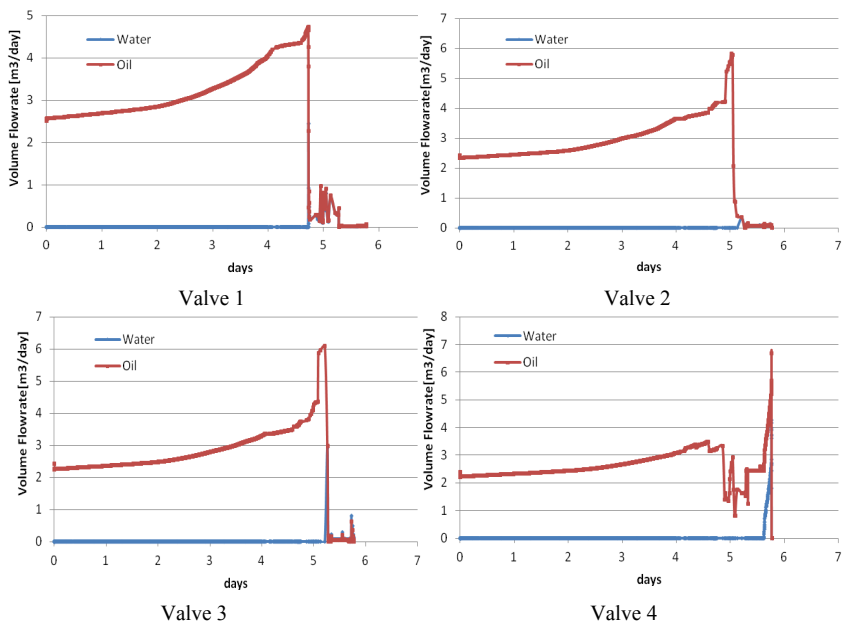 Volume Flowrate [m3/day]
5
4
3
2
1
0
Water
Oil
0 1 2 3 4 5 6 7
days
Valve 1
Volume Flowarate[m3/day]
7
6
5
4
3
2
1
0
Water
Oil
0 1 2 3 4 5 6 7
days
Valve 2
Volume Flowrate[m3/day]
7
6
5
4
3
2
1
0
Water
Oil
0 1 2 3 4 5 6 7
days
Valve 3
Volume Flowrate[m3/day]
8
7
6
5
4
3
2
1
0
Water
Oil
0 1 2 3 4 5 6 7
days
Valve 4